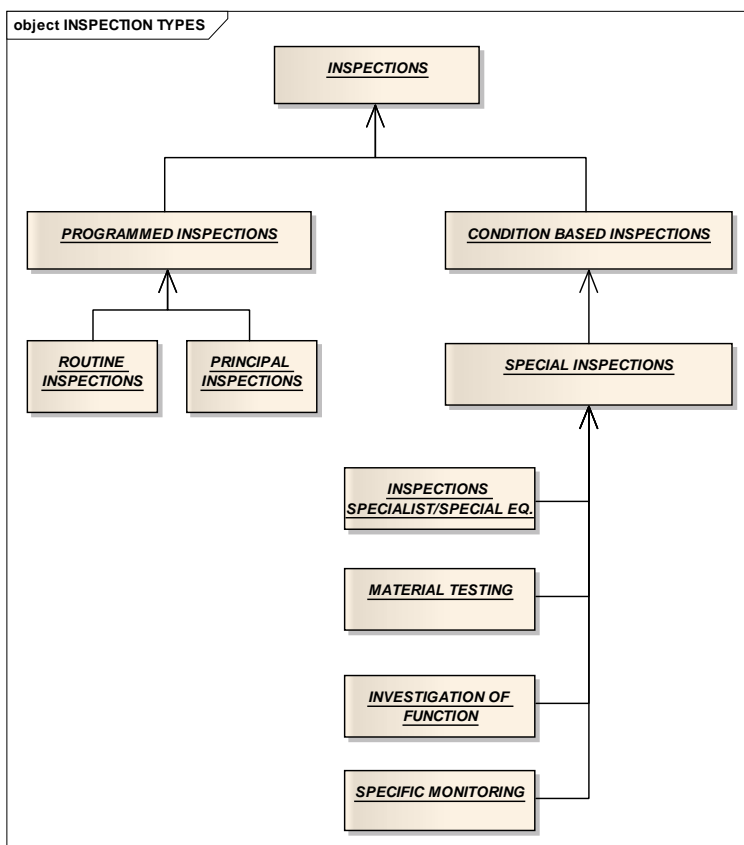 object INSPECTION TYPES
INSPECTIONS
PROGRAMMED INSPECTIONS
CONDITION BASED INSPECTIONS
ROUTINE
INSPECTIONS
PRINCIPAL
INSPECTIONS
SPECIAL INSPECTIONS
INSPECTIONS
SPECIALIST/SPECIAL EQ.
MATERIAL TESTING
INVESTIGATION OF
FUNCTION
SPECIFIC MONITORING